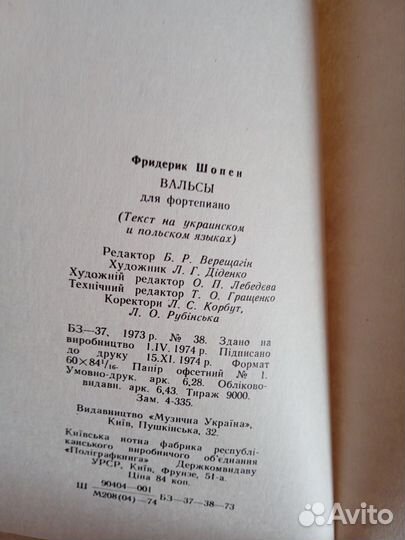 Фридерик Шопен
ВАЛЬСЫ
для фортепиано
(Текст на украинском
и польском языках)
Редактор Б. Р. Верещагін
Художник Л. Г. Діденко
Художній редактор О. П. Лебедєва
Технічний редактор Т. О. Гращенко
Коректори Л. С. Корбут,
Л. О. Рубінська
БЗ—37. 1973 р. № 38. Здано на
виробництво 1.IV. 1974 р. Підписано
до друку 15.XI. 1974 р. Формат
60×84 1/16. Папір офсетний № 1.
Умовно-друк. арк. 6,28. Обліково-
видавн. арк. 6,43. Тираж 9000.
Зам. 4-335.
Видавництво «Музична Україна»,
Київ, Пушкінська, 32.
Київська нотна фабрика республі-
канського виробничого об'єднання
«Поліграфкнига» Держкомвидаву
УРСР, Київ, Фрунзе, 51-а.
Ціна 84 коп.
Ш 90404—001
М208(04)—74 БЗ—37—38—73
Avito